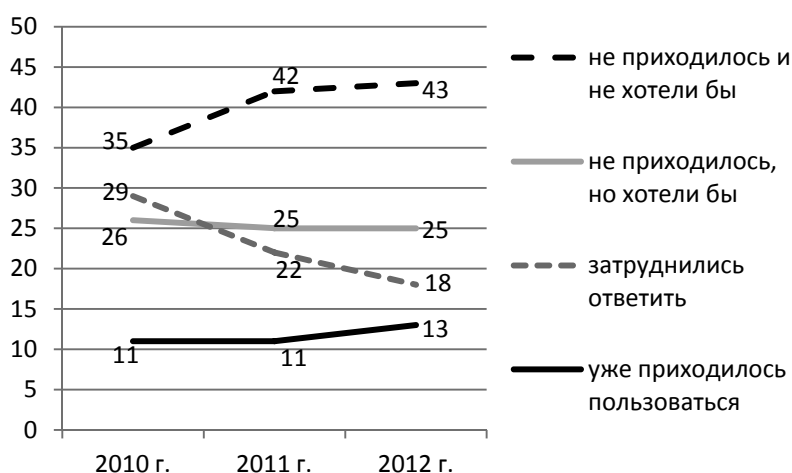 50
45
40
35
30
25
20
15
10
5
0
35
42
43
29
26
25
25
22
18
11
11
13
2010 г.
2011 г.
2012 г.
не приходилось и
не хотели бы
не приходилось,
но хотели бы
затруднились
ответить
уже приходилось
пользоваться